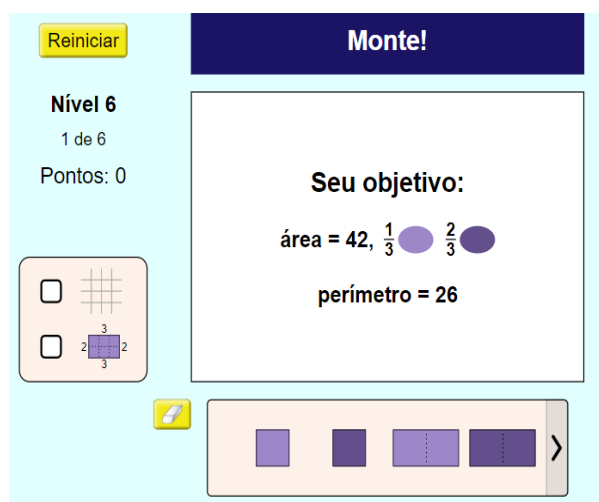 Reiniciar
Monte!
Nível 6
1 de 6
Pontos: 0
Seu objetivo:
área = 42, 1/3 2/3
perímetro = 26
3
2 2
3